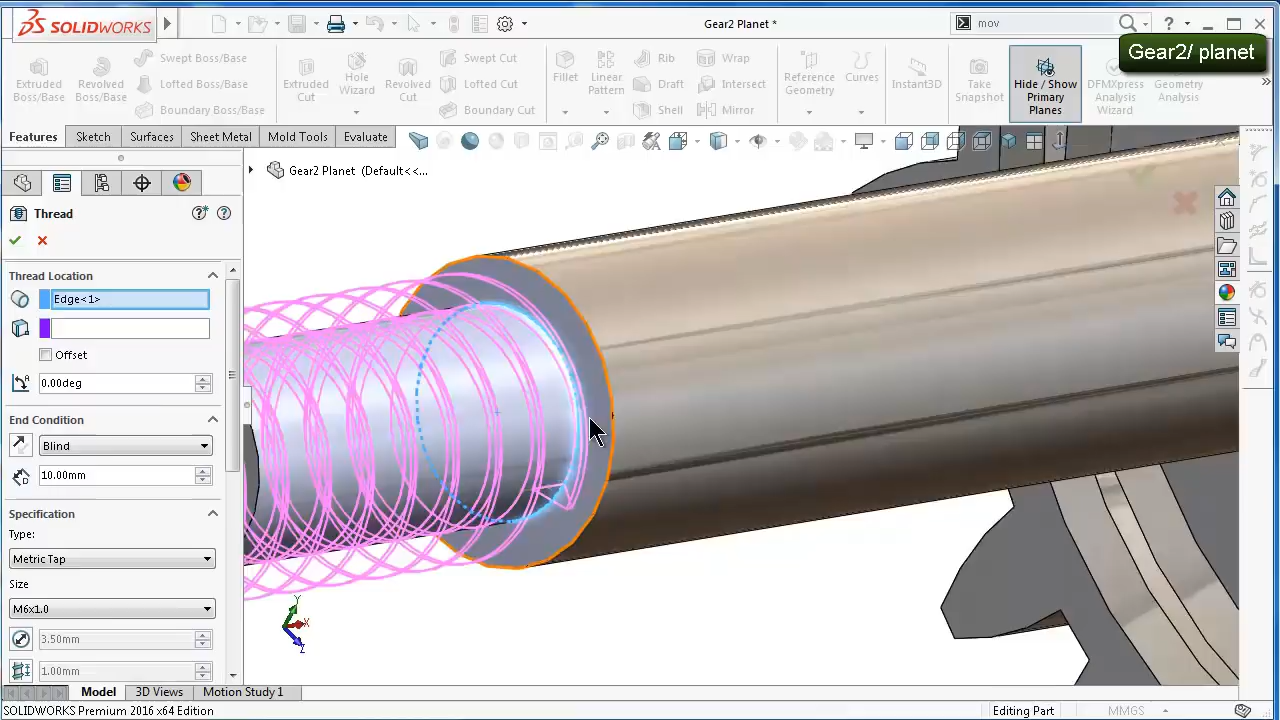 SOLIDWORKS
Gear2 Planet *
mov
Gear2/ planet
Extruded Boss/Base
Revolved Boss/Base
Swept Boss/Base
Lofted Boss/Base
Boundary Boss/Base
Extruded Cut
Hole Wizard
Revolved Cut
Swept Cut
Lofted Cut
Boundary Cut
Fillet
Linear Pattern
Rib
Draft
Shell
Wrap
Intersect
Mirror
Reference Geometry
Curves
Instant3D
Take Snapshot
Hide / Show Primary Planes
DFMXpress Analysis Wizard
Geometry Analysis
Features
Sketch
Surfaces
Sheet Metal
Mold Tools
Evaluate
Gear2 Planet (Default<<...
Thread
Thread Location
Edge<1>
Offset
0.00deg
End Condition
Blind
10.00mm
Specification
Type:
Metric Tap
Size
M6x1.0
3.50mm
1.00mm
Y
X
Z
Model
3D Views
Motion Study 1
SOLIDWORKS Premium 2016 x64 Edition
Editing Part
MMGS